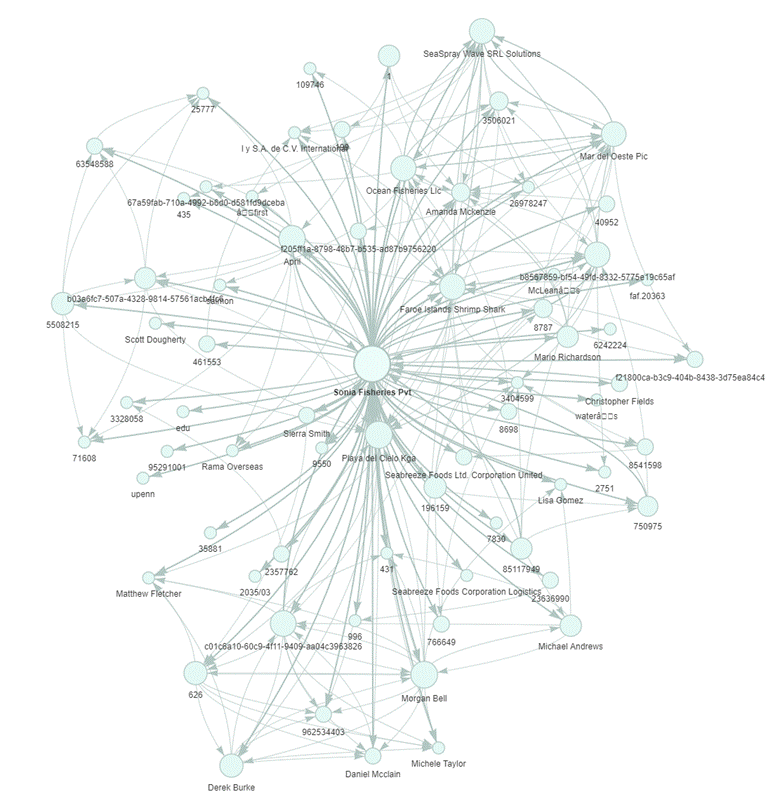 SeaSpray Wave SRL Solutions
1
109746
25777
3506021
Mar del Oeste Plc
I y S.A. de C.V. International
199
63548588
Ocean Fisheries Llc
Amanda Mckenzie
26978247
67a59fab-710a-4992-b6d0-d581fd9dceba
435
first
40952
f205ff1a-8798-48b7-b535-ad87b9756220
April
b8567859-bf54-49fd-8332-5775e19c65af
McLean
faf.20363
b03a6fc7-507a-4328-9814-57561acb4fc6
Salmon
5508215
Faroe Islands Shrimp Shark
8787
Scott Dougherty
461553
Mario Richardson
6242224
f21800ca-b3c9-404b-8438-3d75ea84c4
Sonia Fisheries Pvt
3404599
Christopher Fields
water
3328058
edu
8698
Sierra Smith
71608
95291001
Rama Overseas
9550
Playa del Cielo Kga
8541598
upenn
Seabreeze Foods Ltd. Corporation United
2751
196159
Lisa Gomez
750975
35881
7830
2357762
431
85117949
Matthew Fletcher
2035/03
Seabreeze Foods Corporation Logistics
23636990
996
766649
c01c6a10-60c9-4f11-9409-aa04c3963826
Michael Andrews
626
Morgan Bell
962534403
Daniel Mcclain
Michele Taylor
Derek Burke